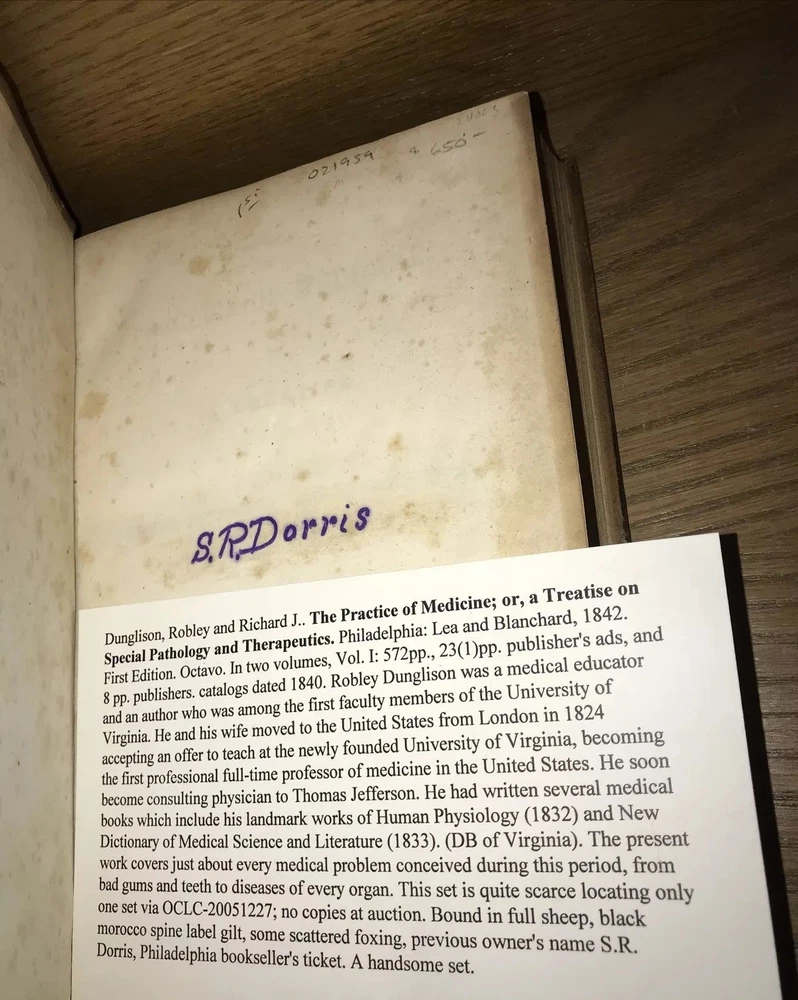 1st 021959 650-
S.R.Dorris
Dunglison, Robley and Richard J.. The Practice of Medicine; or, a Treatise on
Special Pathology and Therapeutics. Philadelphia: Lea and Blanchard, 1842.
First Edition. Octavo. In two volumes, Vol. I: 572pp., 23(1)pp. publisher's ads, and
8 pp. publishers. catalogs dated 1840. Robley Dunglison was a medical educator
and an author who was among the first faculty members of the University of
Virginia. He and his wife moved to the United States from London in 1824
accepting an offer to teach at the newly founded University of Virginia, becoming
the first professional full-time professor of medicine in the United States. He soon
become consulting physician to Thomas Jefferson. He had written several medical
books which include his landmark works of Human Physiology (1832) and New
Dictionary of Medical Science and Literature (1833). (DB of Virginia). The present
work covers just about every medical problem conceived during this period, from
bad gums and teeth to diseases of every organ. This set is quite scarce locating only
one set via OCLC-20051227; no copies at auction. Bound in full sheep, black
morocco spine label gilt, some scattered foxing, previous owner's name S.R.
Dorris, Philadelphia bookseller's ticket. A handsome set.